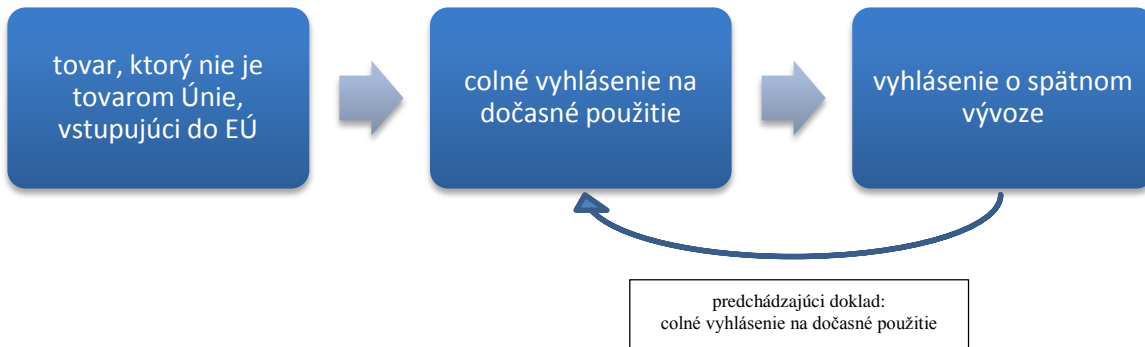 tovar, ktorý nie je
tovarom Únie,
vstupujúci do EÚ
colné vyhlásenie na
dočasné použitie
vyhlásenie o spätnom
vývoze
predchádzajúci doklad:
colné vyhlásenie na dočasné použitie